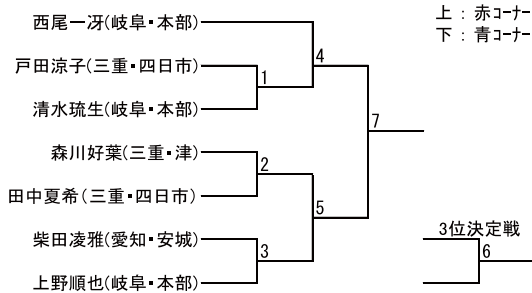 西尾一冴(岐阜・本部)
上 : 赤ｺｰﾅｰ
下 : 青ｺｰﾅｰ
4
戸田涼子(三重・四日市)
1
清水琉生(岐阜・本部)
7
森川好葉(三重・津)
2
田中夏希(三重・四日市)
5
柴田凌雅(愛知・安城)
3位決定戦
3
6
上野順也(岐阜・本部)